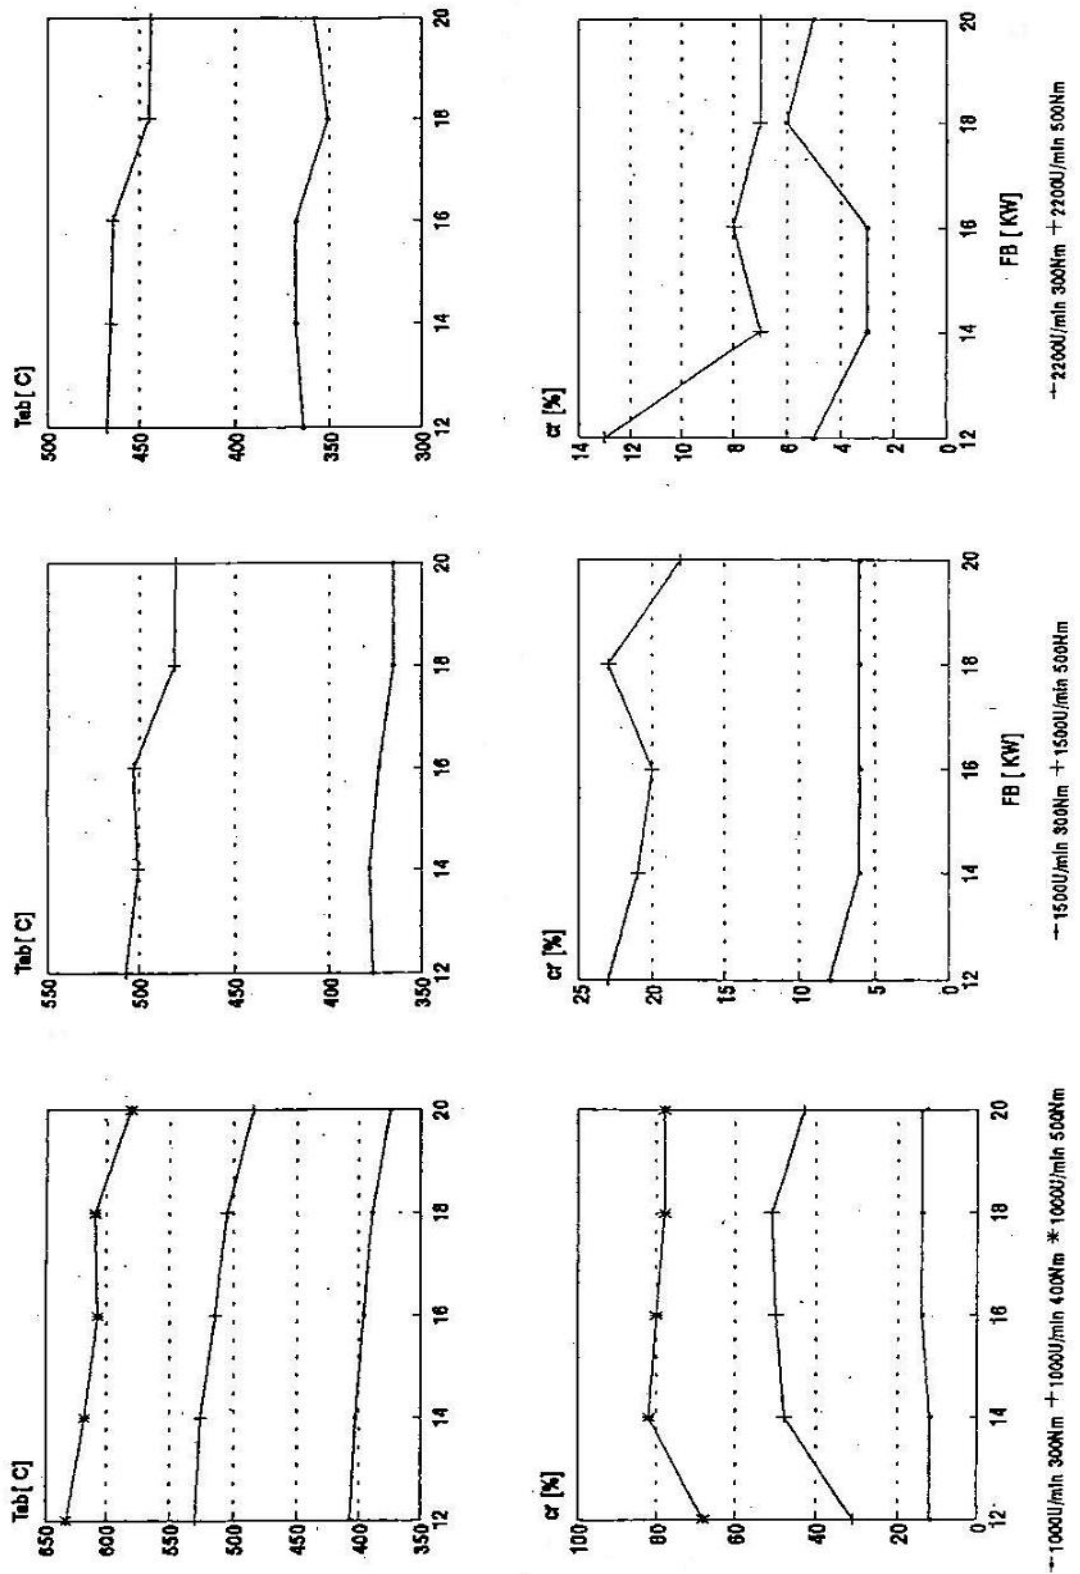 Tab[ C]
650
600
550
500
450
400
350
12 14 16 18 20
Tab[ C]
550
500
450
400
350
12 14 16 18 20
Tab[ C]
500
450
400
350
300
12 14 16 18 20
cr [%]
100
80
60
40
20
0
12 14 16 18 20
1000U/min 300Nm + 1000U/min 400Nm * 1000U/min 500Nm
cr [%]
25
20
15
10
5
0
12 14 16 18 20
FB [ KW]
1500U/min 300Nm + 1500U/min 500Nm
cr [%]
14
12
10
8
6
4
2
0
12 14 16 18 20
FB [ KW]
2200U/min 300Nm + 2200U/min 500Nm